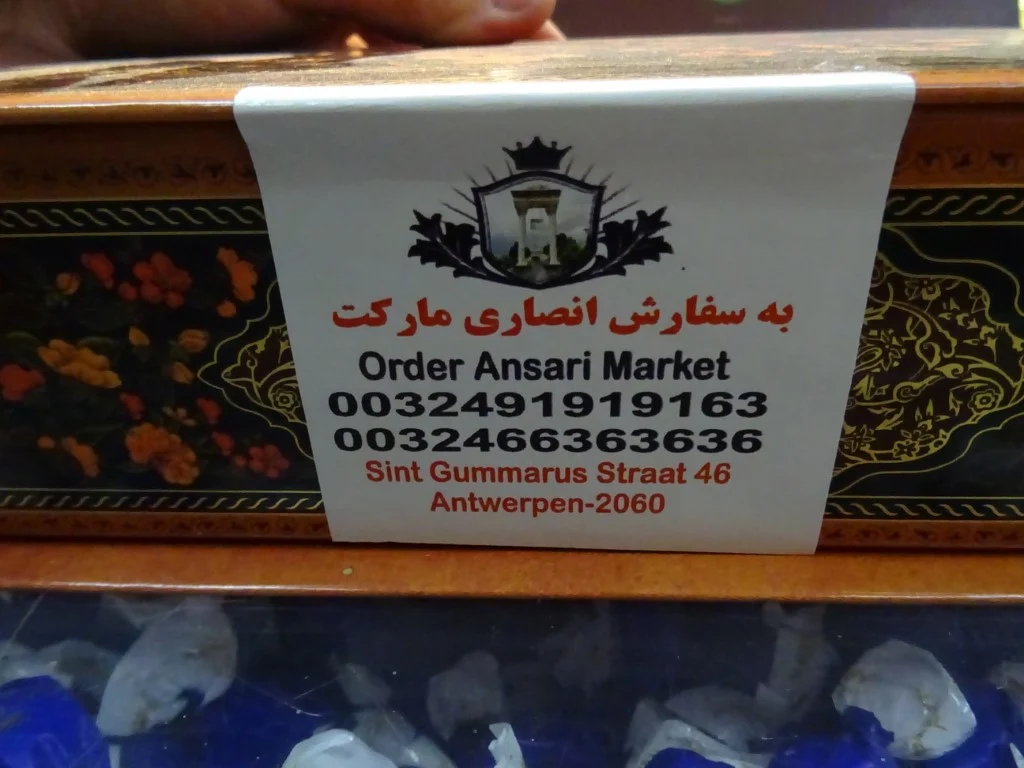 به سفارش انصاری مارکت
Order Ansari Market
0032491919163
0032466363636
Sint Gummarus Straat 46
Antwerpen-2060